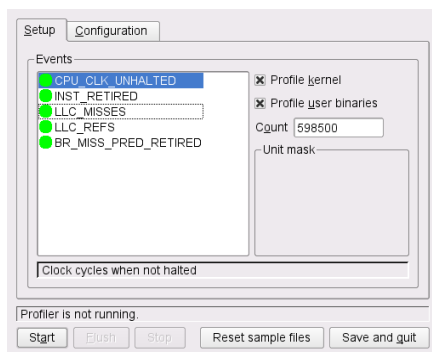 Setup Configuration
Events
CPU_CLK_UNHALTED
INST_RETIRED
LLC_MISSES
LLC_REFS
BR_MISS_PRED_RETIRED
Profile kernel
Profile user binaries
Count 598500
Unit mask
Clock cycles when not halted
Profiler is not running.
Start Flush Stop Reset sample files Save and quit